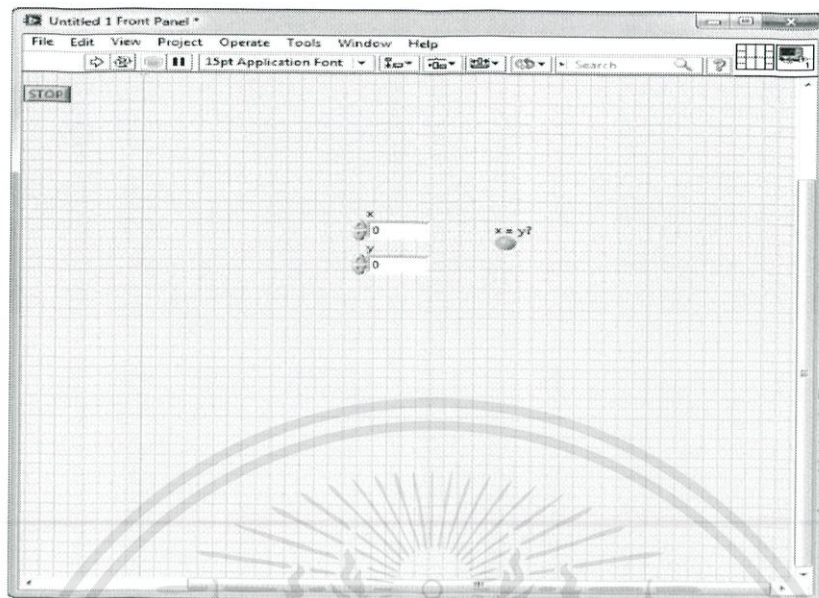 Untitled 1 Front Panel *
File Edit View Project Operate Tools Window Help
15pt Application Font Search ?
1
STOP
x
0
x = y?
y
0